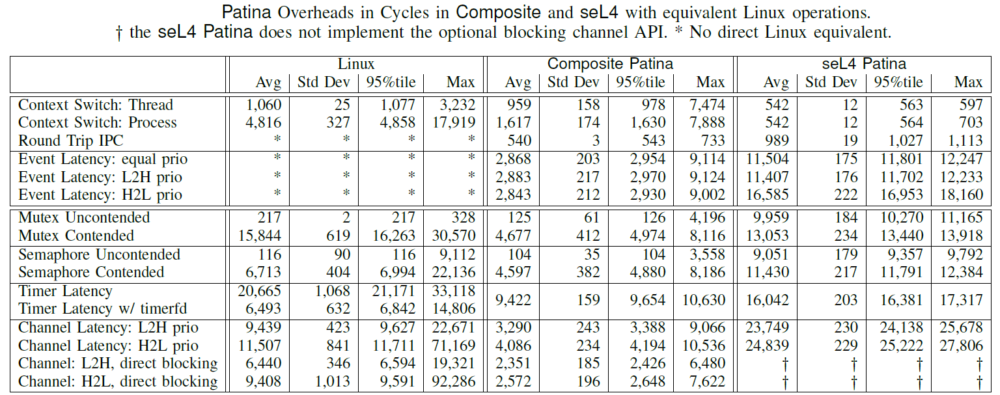 Patina Overheads in Cycles in Composite and seL4 with equivalent Linux operations.
† the seL4 Patina does not implement the optional blocking channel API. * No direct Linux equivalent.
Linux Composite Patina seL4 Patina
Avg Std Dev 95%tile Max Avg Std Dev 95%tile Max Avg Std Dev 95%tile Max
Context Switch: Thread 1,060 25 1,077 3,232 959 158 978 7,474 542 12 563 597
Context Switch: Process 4,816 327 4,858 17,919 1,617 174 1,630 7,888 542 12 564 703
Round Trip IPC * * * * 540 3 543 733 989 19 1,027 1,113
Event Latency: equal prio * * * * 2,868 203 2,954 9,114 11,504 175 11,801 12,247
Event Latency: L2H prio * * * * 2,883 217 2,970 9,124 11,407 176 11,702 12,233
Event Latency: H2L prio * * * * 2,843 212 2,930 9,002 16,585 222 16,953 18,160
Mutex Uncontended 217 2 217 328 125 61 126 4,196 9,959 184 10,270 11,165
Mutex Contended 15,844 619 16,263 30,570 4,677 412 4,974 8,116 13,053 234 13,440 13,918
Semaphore Uncontended 116 90 116 9,112 104 35 104 3,558 9,051 179 9,357 9,792
Semaphore Contended 6,713 404 6,994 22,136 4,597 382 4,880 8,186 11,430 217 11,791 12,384
Timer Latency 20,665 1,068 21,171 33,118
9,422 159 9,654 10,630 16,042 203 16,381 17,317
Timer Latency w/ timerfd 6,493 632 6,842 14,806
Channel Latency: L2H prio 9,439 423 9,627 22,671 3,290 243 3,388 9,066 23,749 230 24,138 25,678
Channel Latency: H2L prio 11,507 841 11,711 71,169 4,086 234 4,194 10,536 24,839 229 25,222 27,806
Channel: L2H, direct blocking 6,440 346 6,594 19,321 2,351 185 2,426 6,480 † † † †
Channel: H2L, direct blocking 9,408 1,013 9,591 92,286 2,572 196 2,648 7,622 † † † †